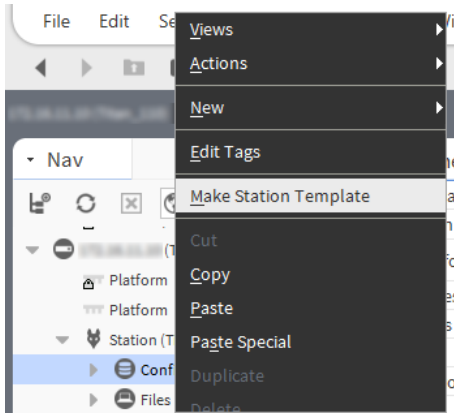 File Edit
Views
Actions
New
Nav
Edit Tags
Make Station Template
Cut
Copy
Platform
Paste
Platform
Paste Special
Station (T
Duplicate
Conf
Files
Delete